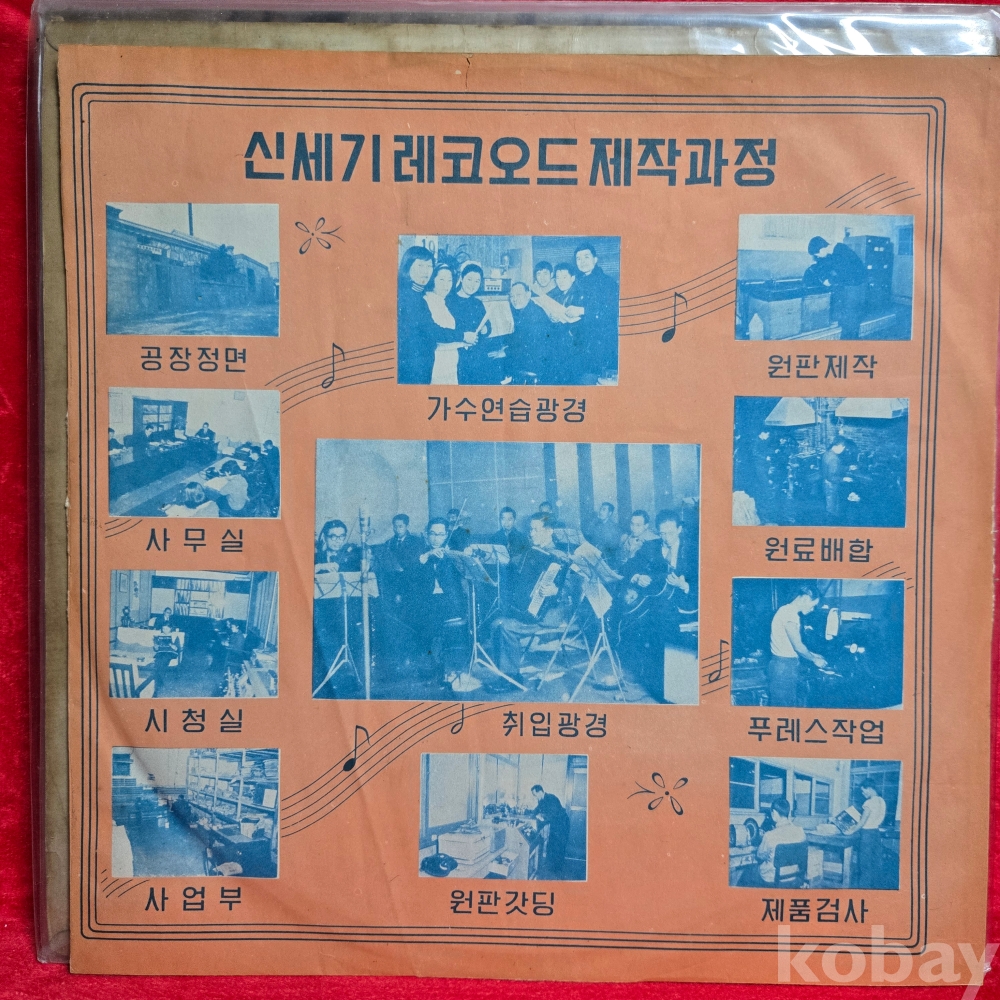 신세기레코오드제작과정
공장정면
가수연습광경
원판제작
사무실
원료배합
시청실
취입광경
푸레스작업
사업부
원판갓딩
제품검사
kobay